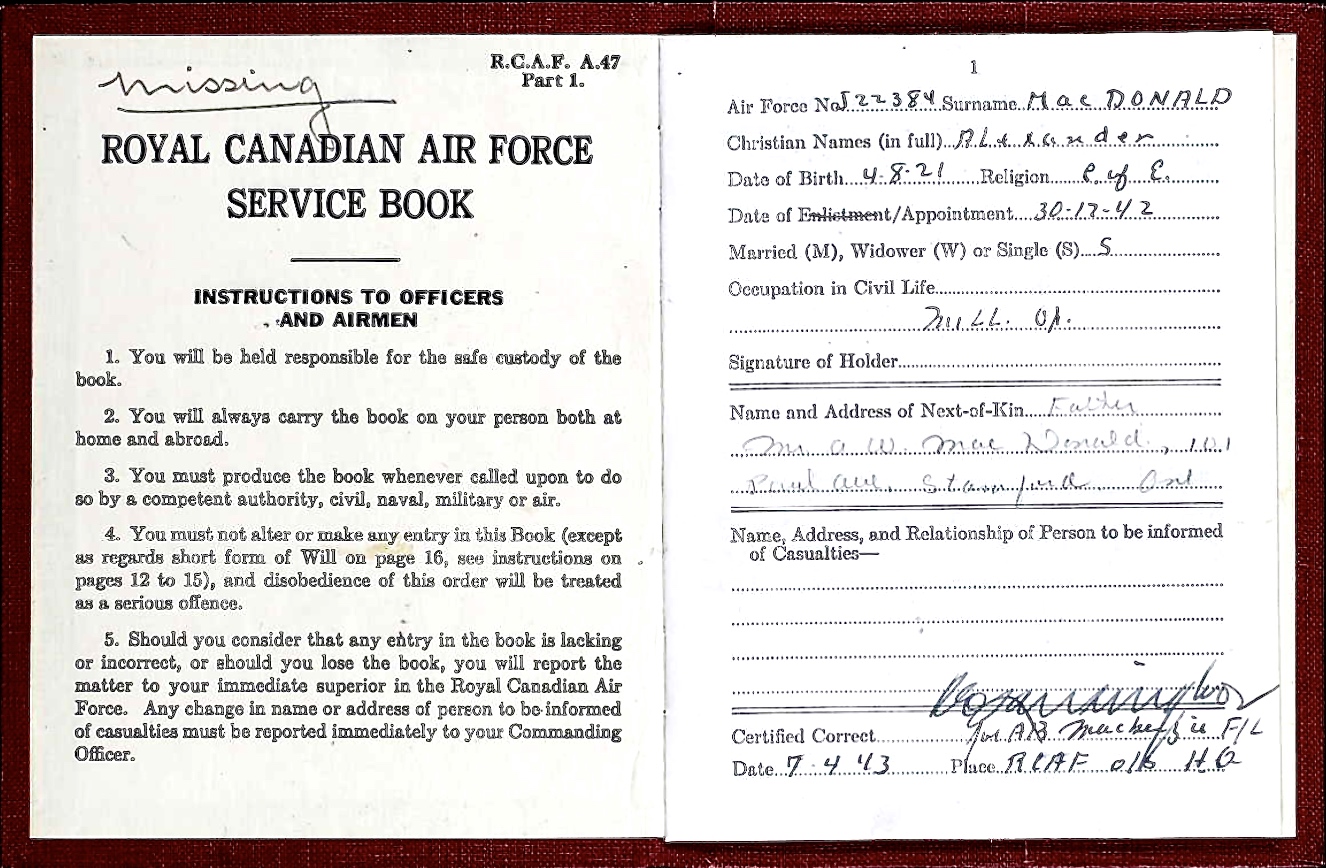 missing
R.C.A.F. A.47
Part 1.
ROYAL CANADIAN AIR FORCE
SERVICE BOOK
INSTRUCTIONS TO OFFICERS
AND AIRMEN
1. You will be held responsible for the safe custody of the
book.
2. You will always carry the book on your person both at
home and abroad.
3. You must produce the book whenever called upon to do
so by a competent authority, civil, naval, military or air.
4. You must not alter or make any entry in this Book (except
as regards short form of Will on page 16, see instructions on
pages 12 to 15), and disobedience of this order will be treated
as a serious offence.
5. Should you consider that any entry in the book is lacking
or incorrect, or should you lose the book, you will report the
matter to your immediate superior in the Royal Canadian Air
Force. Any change in name or address of person to be informed
of casualties must be reported immediately to your Commanding
Officer.
1
Air Force No J22384 Surname Mac DONALD
Christian Names (in full) Alexander
Date of Birth 4-8-21 Religion C of E.
Date of Enlistment/Appointment 30-12-42
Married (M), Widower (W) or Single (S) S
Occupation in Civil Life
Mill. Op.
Signature of Holder
Name and Address of Next-of-Kin Father
Mr a W. Mac Donald, 101
ave, Stamford Ont
Name, Address, and Relationship of Person to be informed
of Casualties—
Certified Correct for AB Mackenzie F/L
Date 7 4 43 Place RCAF o/s HQ